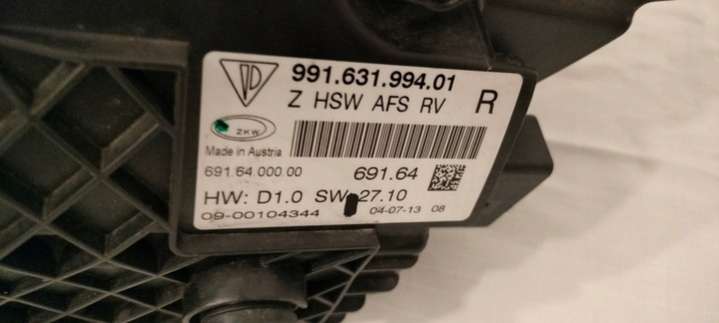 991.631.994.01
Z HSW AFS RV R
ZKW
Made in Austria
691.64.000.00 691.64
HW: D1.0 SW 27.10
09-00104344 04-07-13 08